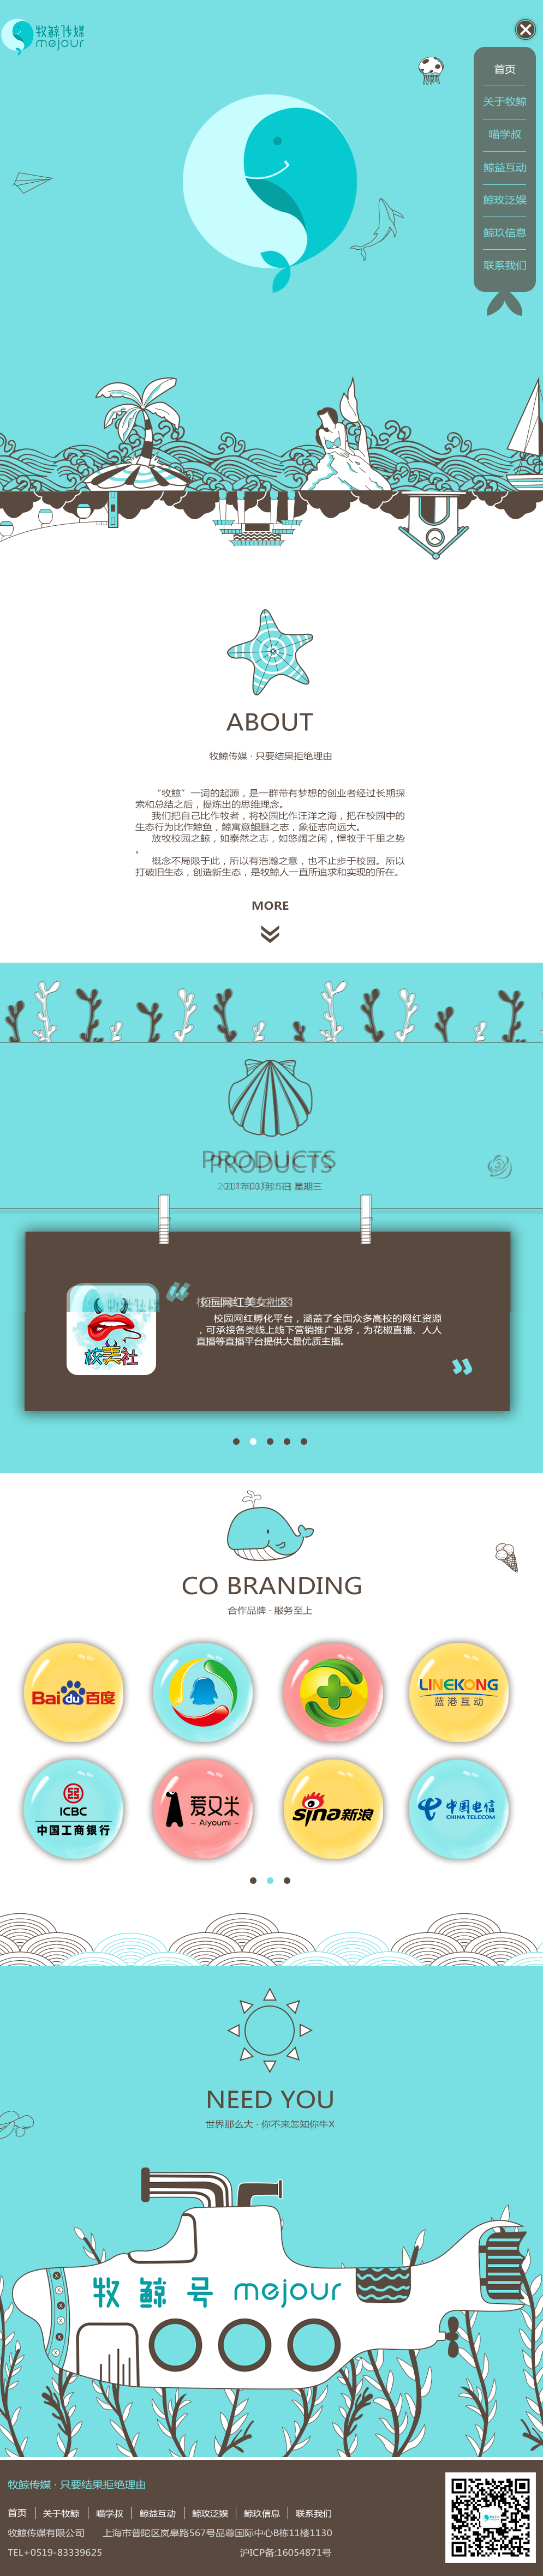 牧鲸传媒
mejour
首页
关于牧鲸
喵学叔
鲸益互动
鲸玫泛娱
鲸玖信息
联系我们
ABOUT
牧鲸传媒 · 只要结果拒绝理由
“牧鲸”一词的起源，是一群带有梦想的创业者经过长期探
索和总结之后，提炼出的思维理念。
我们把自己比作牧者，将校园比作汪洋之海，把在校园中的
生态行为比作鲸鱼，鲸寓意鲲鹏之志，象征志向远大。
放牧校园之鲸，如泰然之志，如悠阔之闲，惮牧于千里之势
。
概念不局限于此，所以有浩瀚之意，也不止步于校园。所以
打破旧生态，创造新生态，是牧鲸人一直所追求和实现的所在。
MORE
PRODUCTS
2017年03月15日 星期三
校园网红美女社区
校园网红孵化平台，涵盖了全国众多高校的网红资源
，可承接各类线上线下营销推广业务，为花椒直播、人人
直播等直播平台提供大量优质主播。
CO BRANDING
合作品牌 · 服务至上
Bai du 百度
LINEKONG
蓝港互动
ICBC
中国工商银行
爱又米
- Aiyoumi -
sina 新浪
中国电信
CHINA TELECOM
NEED YOU
世界那么大 · 你不来怎知你牛X
牧鲸号 mejour
牧鲸传媒 · 只要结果拒绝理由
首页 关于牧鲸 喵学叔 鲸益互动 鲸玫泛娱 鲸玖信息 联系我们
牧鲸传媒有限公司 上海市普陀区岚皋路567号品尊国际中心B栋11楼1130
TEL+0519-83339625 沪ICP备:16054871号